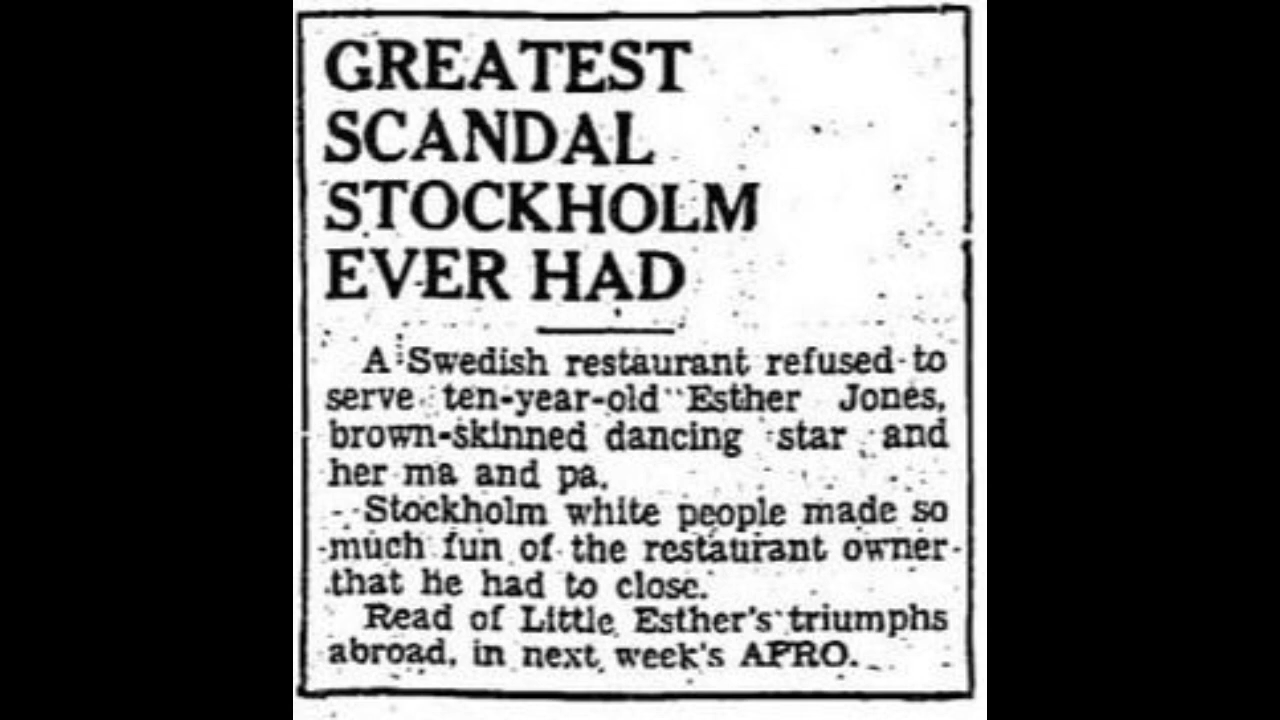 GREATEST
SCANDAL
STOCKHOLM
EVER HAD
A Swedish restaurant refused to
serve ten-year-old Esther Jones,
brown-skinned dancing star and
her ma and pa.
Stockholm white people made so
much fun of the restaurant owner
that he had to close.
Read of Little Esther's triumphs
abroad, in next week's AFRO.